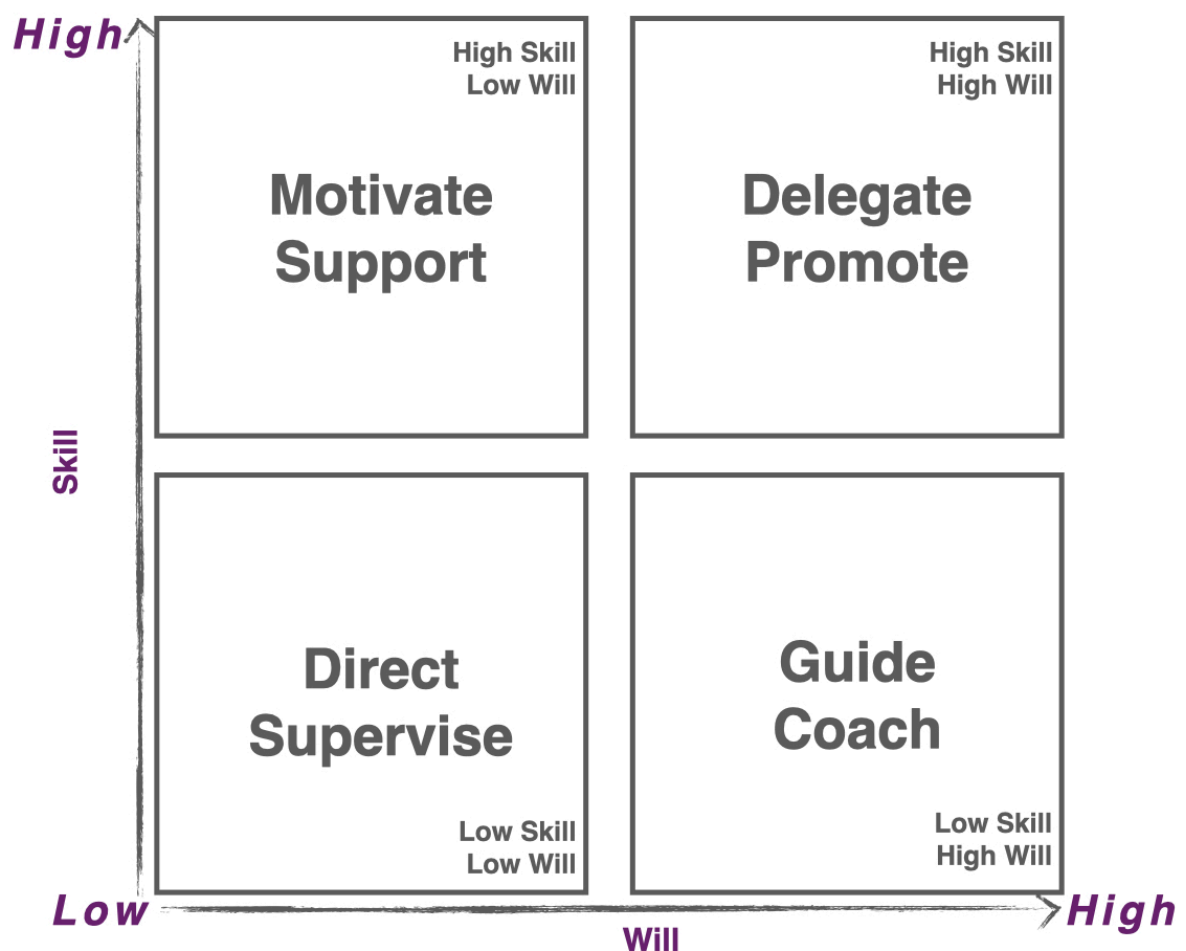 High
High Skill
Low Will
Motivate
Support
High Skill
High Will
Delegate
Promote
Skill
Direct
Supervise
Low Skill
Low Will
Guide
Coach
Low Skill
High Will
Low
High
Will